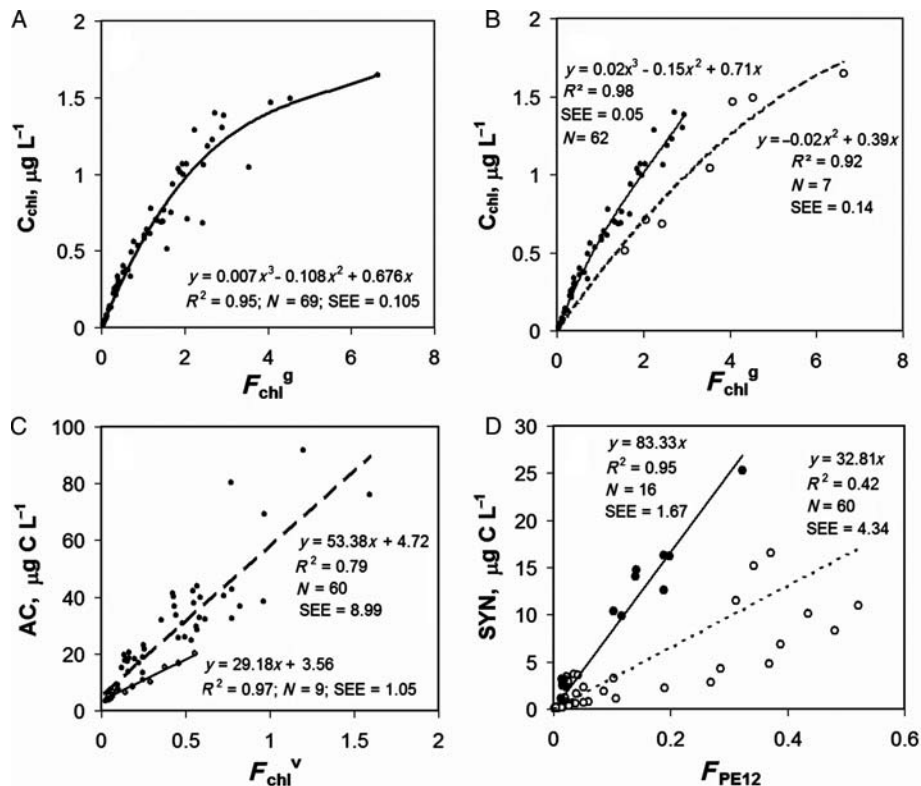 A
C_chl, μg L⁻¹
2
1.5
1
0.5
0
y = 0.007x³ − 0.108x² + 0.676x
R² = 0.95; N = 69; SEE = 0.105
0 2 4 6 8
F_chl^g
B
C_chl, μg L⁻¹
2
1.5
1
0.5
0
y = 0.02x³ - 0.15x² + 0.71x
R² = 0.98
SEE = 0.05
N = 62
y = –0.02x² + 0.39x
R² = 0.92
N = 7
SEE = 0.14
0 2 4 6 8
F_chl^g
C
AC, μg C L⁻¹
100
80
60
40
20
0
y = 53.38x + 4.72
R² = 0.79
N = 60
SEE = 8.99
y = 29.18x + 3.56
R² = 0.97; N = 9; SEE = 1.05
0 0.5 1 1.5 2
F_chl^v
D
SYN, μg C L⁻¹
30
25
20
15
10
5
0
y = 83.33x
R² = 0.95
N = 16
SEE = 1.67
y = 32.81x
R² = 0.42
N = 60
SEE = 4.34
0 0.2 0.4 0.6
F_PE12